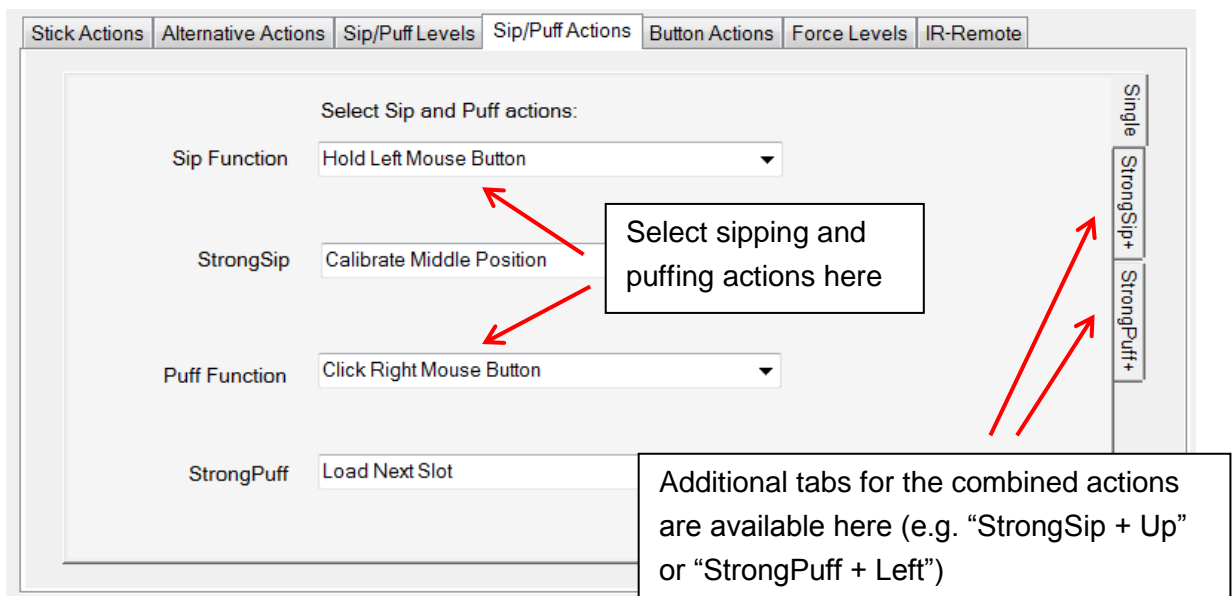 Stick Actions Alternative Actions Sip/Puff Levels Sip/Puff Actions Button Actions Force Levels IR-Remote
Select Sip and Puff actions:
Sip Function Hold Left Mouse Button
StrongSip Calibrate Middle Position
Puff Function Click Right Mouse Button
StrongPuff Load Next Slot
Single
StrongSip+
StrongPuff+
Select sipping and
puffing actions here
Additional tabs for the combined actions
are available here (e.g. “StrongSip + Up”
or “StrongPuff + Left”)